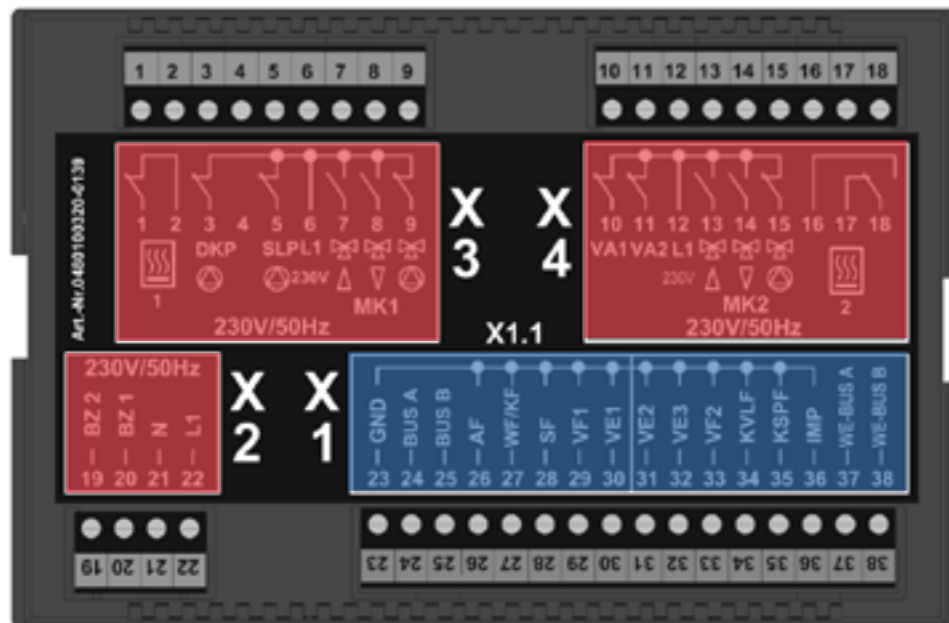 1 2 3 4 5 6 7 8 9
10 11 12 13 14 15 16 17 18
Art.-Nr.0480100320-0139
1 2 3 4 5 6 7 8 9
DKP SLP L1
230V
1
MK1
230V/50Hz
X
3
X
4
10 11 12 13 14 15 16 17 18
VA1 VA2 L1
230V
MK2
2
230V/50Hz
X1.1
230V/50Hz
19 — BZ 2
20 — BZ 1
21 — N
22 — L1
X
2
X
1
23 — GND
24 — BUS A
25 — BUS B
26 — AF
27 — WF/KF
28 — SF
29 — VF1
30 — VE1
31 — VE2
32 — VE3
33 — VF2
34 — KVLF
35 — KSPF
36 — IMP
37 — WE-BUS A
38 — WE-BUS B
19 20 21 22
23 24 25 26 27 28 29 30 31 32 33 34 35 36 37 38